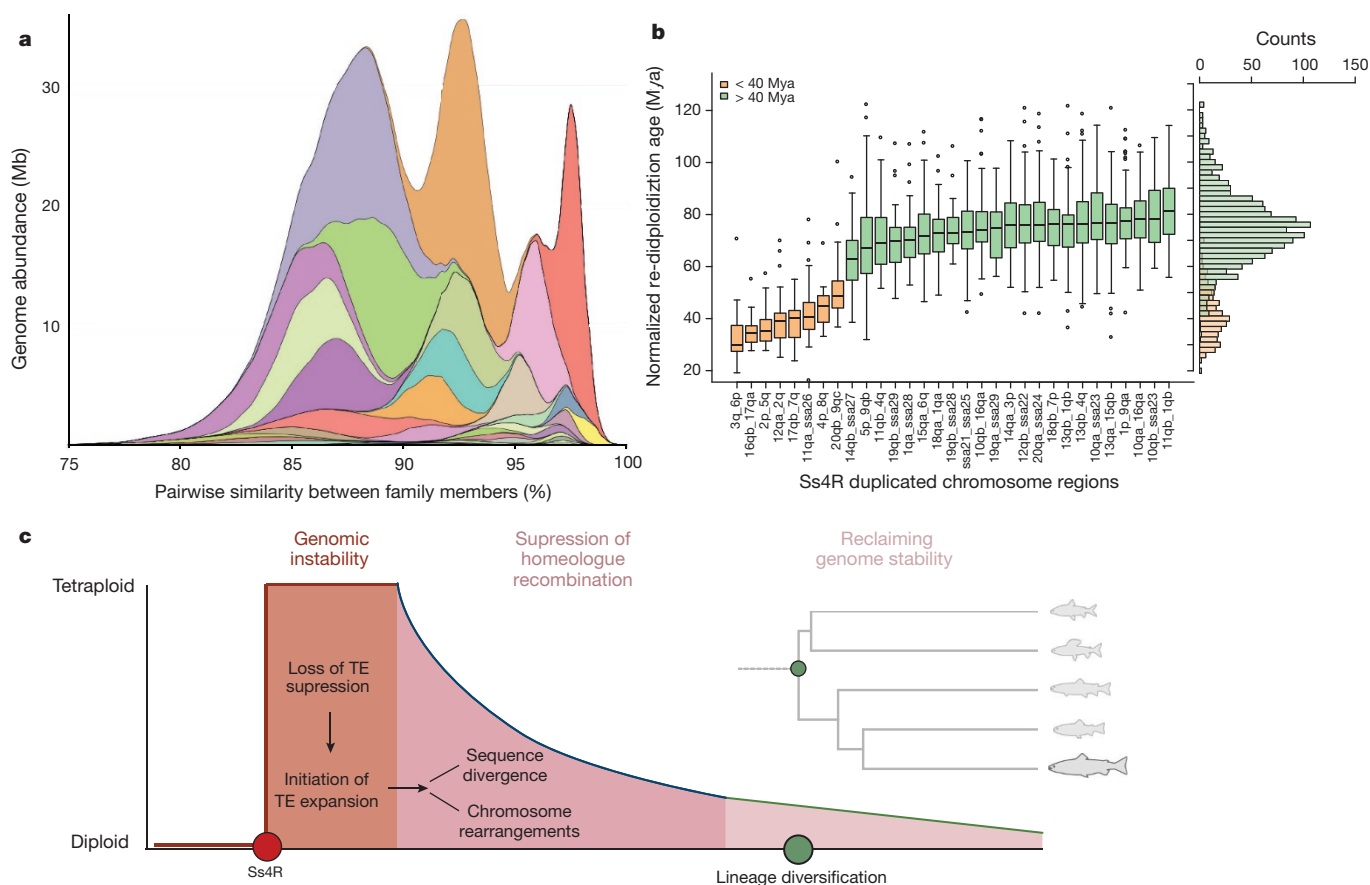 a
Genome abundance (Mb)
30
20
10
75
80
85
90
95
100
Pairwise similarity between family members (%)
b
Normalized re-didploidiztion age (Mya)
120
100
80
60
40
20
< 40 Mya
> 40 Mya
Counts
0
50
100
150
3q_6p
16qb_17qa
2p_5q
12qa_2q
17qb_7q
11qa_ssa26
4p_8q
20qb_9qc
14qb_ssa27
5p_9qb
11qb_4q
19qb_ssa29
1qa_ssa28
15qa_6q
18qa_1qa
19qb_ssa28
ssa21_ssa25
10qb_16qa
19qa_ssa29
14qa_3p
12qb_ssa22
20qa_ssa24
18qb_7p
13qb_1qb
13qb_4q
10qa_ssa23
13qa_15qb
1p_9qa
10qa_16qa
10qb_ssa23
11qb_1qb
Ss4R duplicated chromosome regions
c
Genomic
instability
Supression of
homeologue
recombination
Reclaiming
genome stability
Tetraploid
Diploid
Loss of TE
supression
Initiation of
TE expansion
Sequence
divergence
Chromosome
rearrangements
Ss4R
Lineage diversification